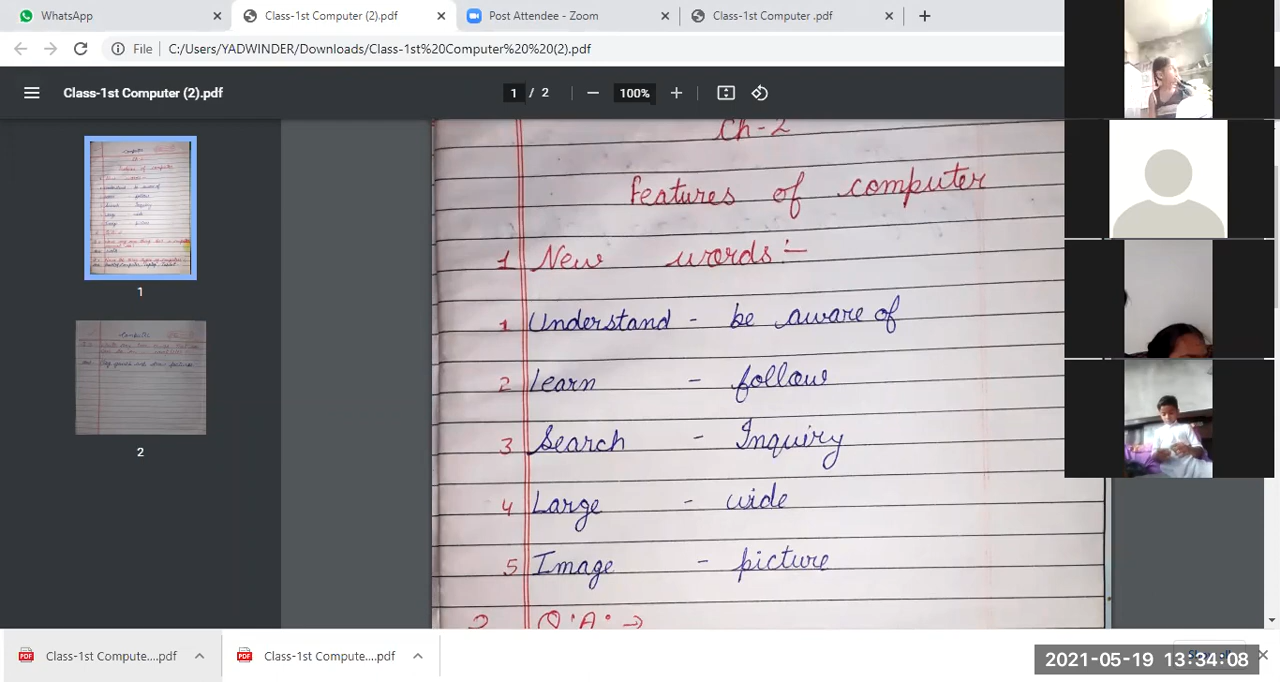 WhatsApp
Class-1st Computer (2).pdf
Post Attendee - Zoom
Class-1st Computer .pdf
File
C:/Users/YADWINDER/Downloads/Class-1st%20Computer%20%20(2).pdf
Class-1st Computer (2).pdf
1 / 2
100%
Ch-2
Features of computer
1 New words :-
1 Understand - be aware of
2 Learn - follow
3 Search - Inquiry
4 Large - wide
5 Image - picture
2 Q.A. →
1
2
Class-1st Compute....pdf
Class-1st Compute....pdf
2021-05-19 13:34:08